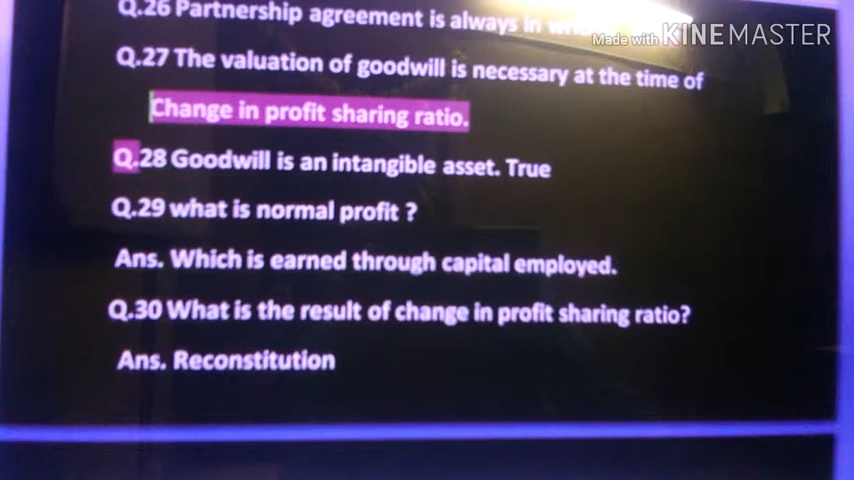 Q.26 Partnership agreement is always in
Made with KINEMASTER
Q.27 The valuation of goodwill is necessary at the time of
Change in profit sharing ratio.
Q.28 Goodwill is an intangible asset. True
Q.29 what is normal profit ?
Ans. Which is earned through capital employed.
Q.30 What is the result of change in profit sharing ratio?
Ans. Reconstitution